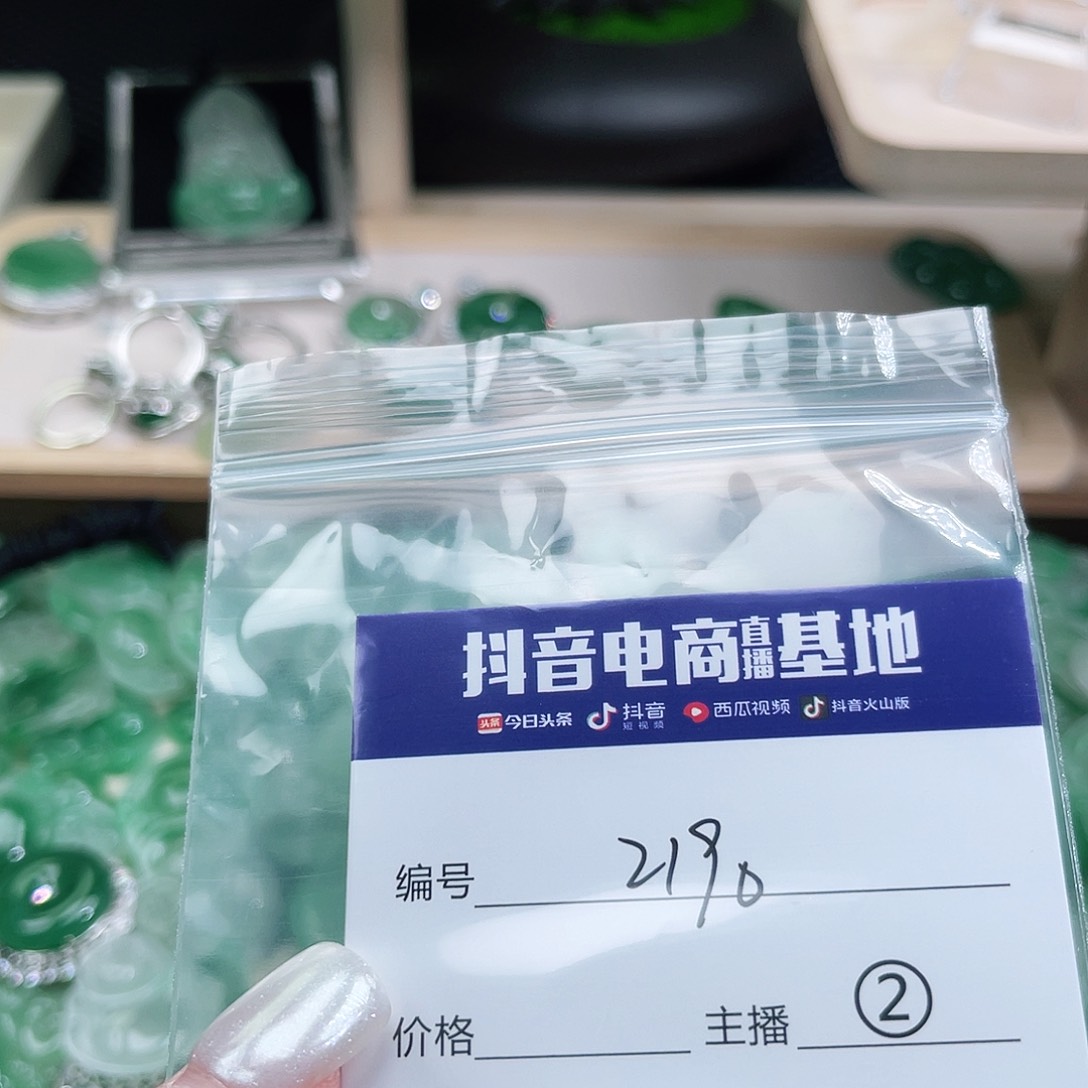 抖音电商直播基地
头条 今日头条 抖音短视频 西瓜视频 抖音火山版
编号 2190
价格 主播 ②